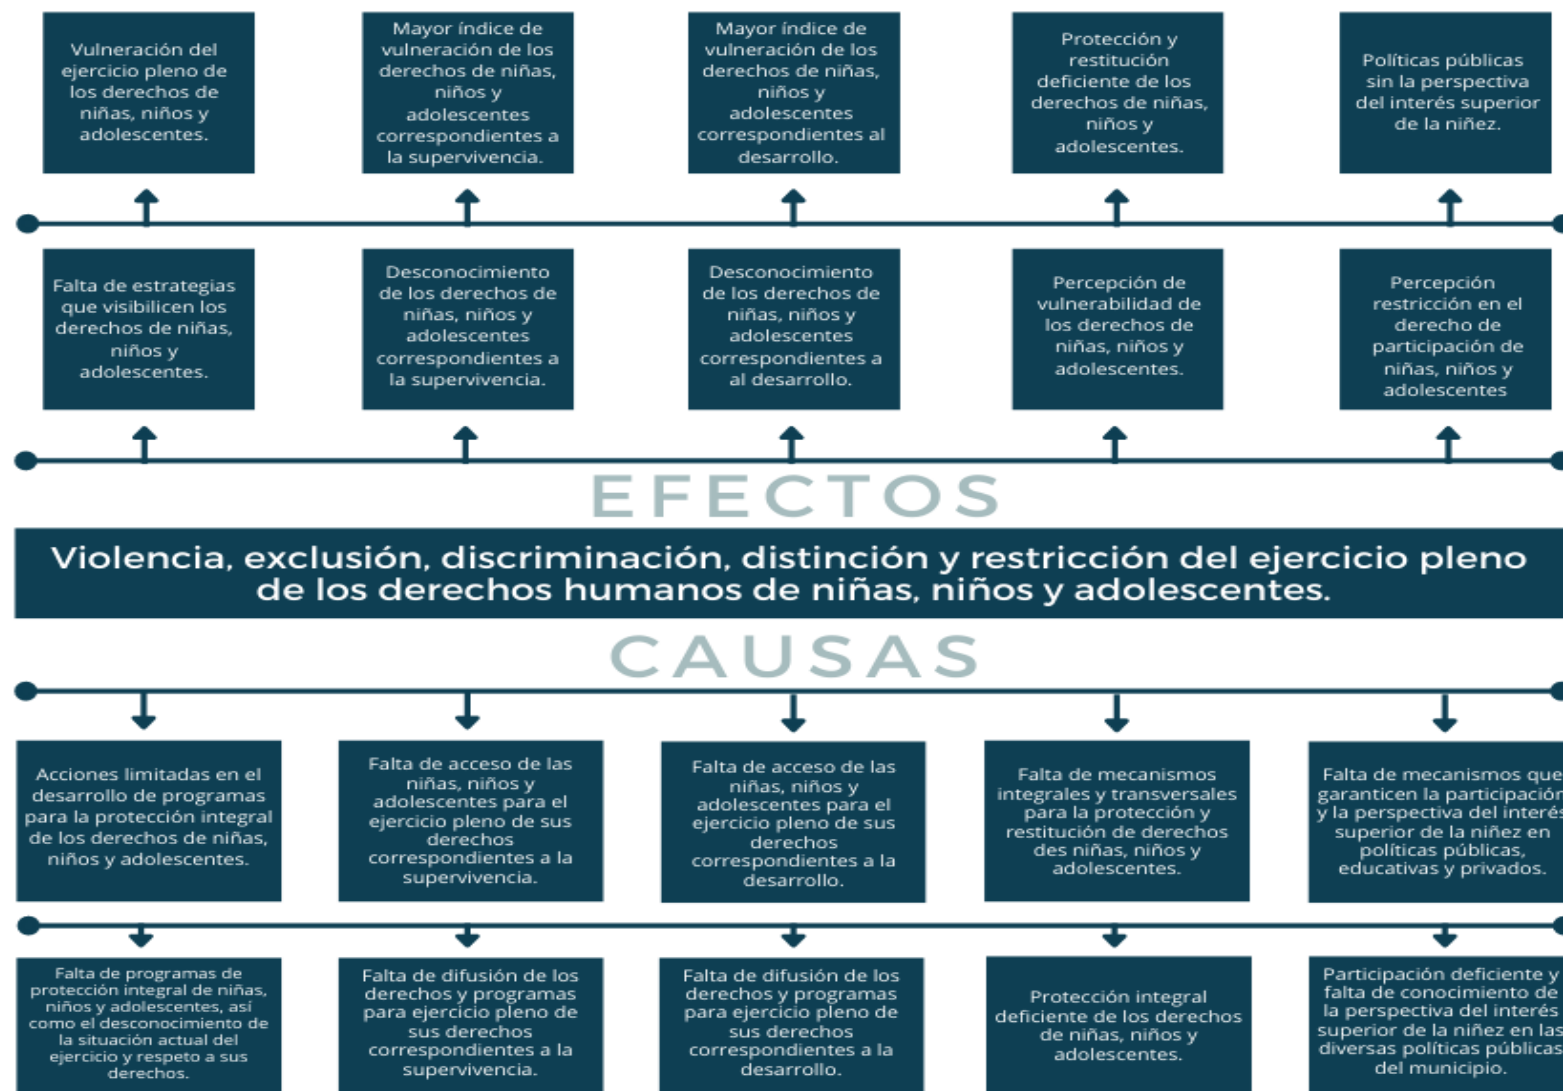 Vulneración del
ejercicio pleno de
los derechos de
niñas, niños y
adolescentes.
Mayor índice de
vulneración de los
derechos de niñas,
niños y
adolescentes
correspondientes a
la supervivencia.
Mayor índice de
vulneración de los
derechos de niñas,
niños y
adolescentes
correspondientes al
desarrollo.
Protección y
restitución
deficiente de los
derechos de niñas,
niños y
adolescentes.
Políticas públicas
sin la perspectiva
del interés superior
de la niñez.
Falta de estrategias
que visibilicen los
derechos de niñas,
niños y
adolescentes.
Desconocimiento
de los derechos de
niñas, niños y
adolescentes
correspondientes a
la supervivencia.
Desconocimiento
de los derechos de
niñas, niños y
adolescentes
correspondientes a
al desarrollo.
Percepción de
vulnerabilidad de
los derechos de
niñas, niños y
adolescentes.
Percepción
restricción en el
derecho de
participación de
niñas, niños y
adolescentes
EFECTOS
Violencia, exclusión, discriminación, distinción y restricción del ejercicio pleno
de los derechos humanos de niñas, niños y adolescentes.
CAUSAS
Acciones limitadas en el
desarrollo de programas
para la protección integral
de los derechos de niñas,
niños y adolescentes.
Falta de acceso de las
niñas, niños y
adolescentes para el
ejercicio pleno de sus
derechos
correspondientes a la
supervivencia.
Falta de acceso de las
niñas, niños y
adolescentes para el
ejercicio pleno de sus
derechos
correspondientes a la
desarrollo.
Falta de mecanismos
integrales y transversales
para la protección y
restitución de derechos
des niñas, niños y
adolescentes.
Falta de mecanismos que
garanticen la participación
y la perspectiva del interés
superior de la niñez en
políticas públicas,
educativas y privados.
Falta de programas de
protección integral de niñas,
niños y adolescentes, así
como el desconocimiento de
la situación actual del
ejercicio y respeto a sus
derechos.
Falta de difusión de los
derechos y programas
para ejercicio pleno de
sus derechos
correspondientes a la
supervivencia.
Falta de difusión de los
derechos y programas
para ejercicio pleno de
sus derechos
correspondientes a la
desarrollo.
Protección integral
deficiente de los derechos
de niñas, niños y
adolescentes.
Participación deficiente y
falta de conocimiento de
la perspectiva del interés
superior de la niñez en las
diversas políticas públicas
del municipio.